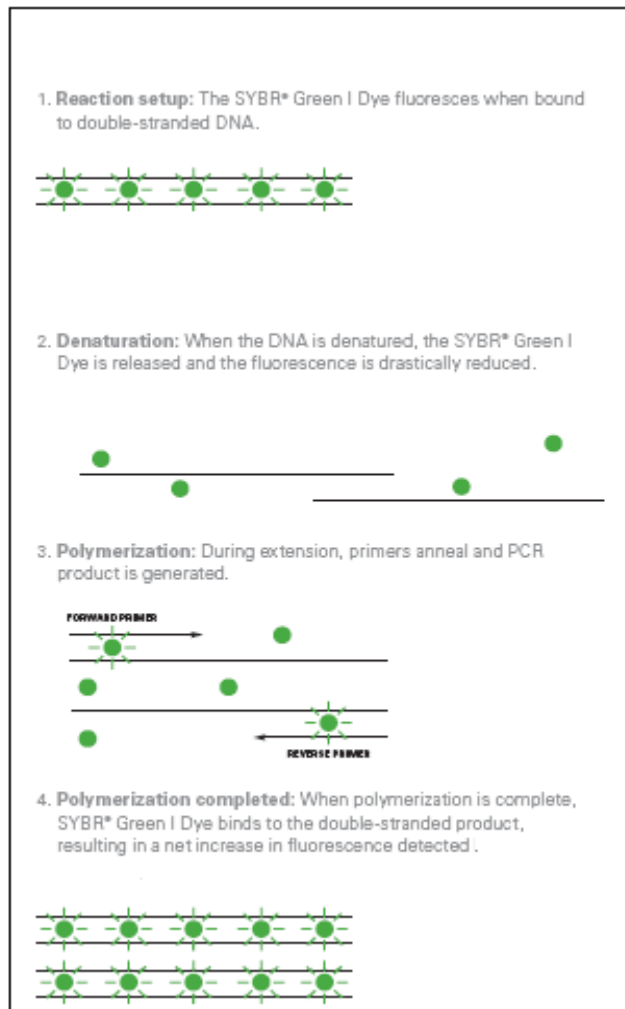 1. Reaction setup: The SYBR® Green I Dye fluoresces when bound
to double-stranded DNA.
2. Denaturation: When the DNA is denatured, the SYBR® Green I
Dye is released and the fluorescence is drastically reduced.
3. Polymerization: During extension, primers anneal and PCR
product is generated.
FORWARD PRIMER
REVERSE PRIMER
4. Polymerization completed: When polymerization is complete,
SYBR® Green I Dye binds to the double-stranded product,
resulting in a net increase in fluorescence detected .